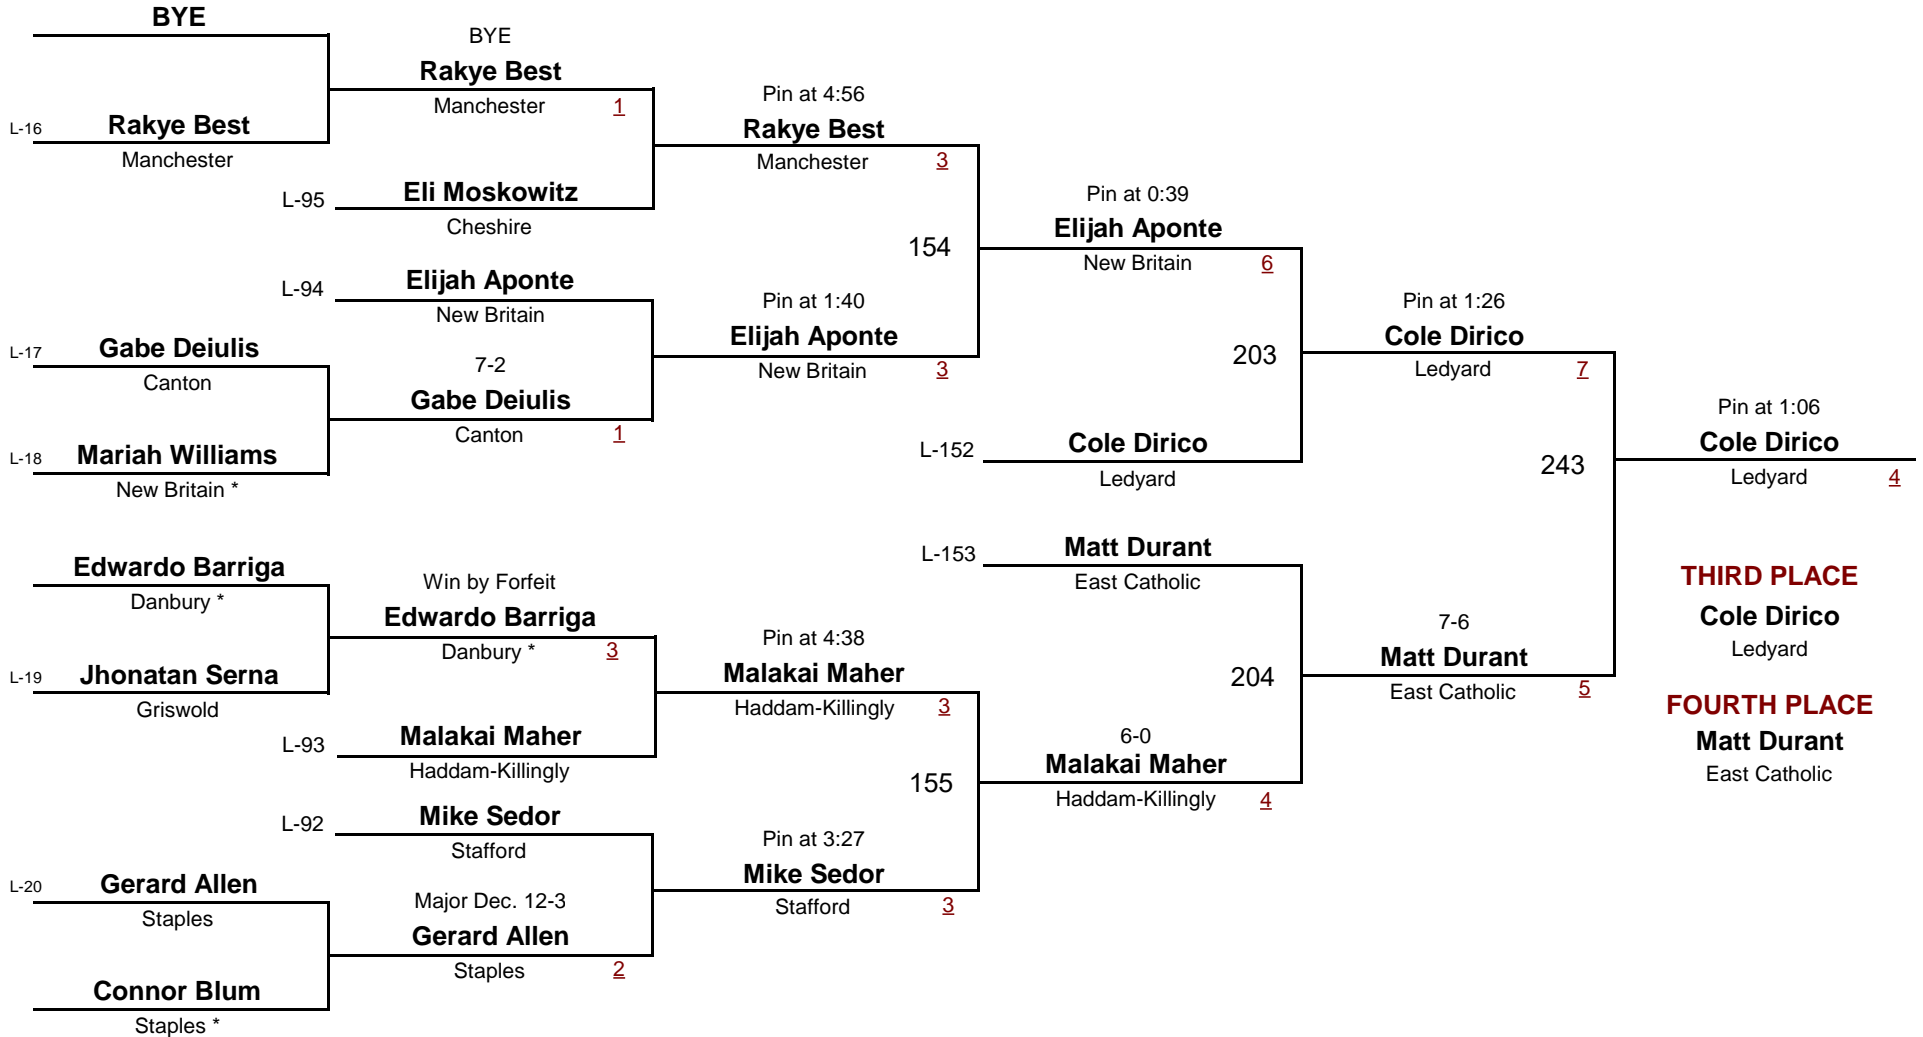 BYE
L-16 Rakye Best
Manchester
L-17 Gabe Deiulis
Canton
L-18 Mariah Williams
New Britain *
Edwardo Barriga
Danbury *
L-19 Jhonatan Serna
Griswold
L-20 Gerard Allen
Staples
Connor Blum
Staples *
BYE
Rakye Best
Manchester 1
L-95 Eli Moskowitz
Cheshire
L-94 Elijah Aponte
New Britain
7-2
Gabe Deiulis
Canton 1
Win by Forfeit
Edwardo Barriga
Danbury * 3
L-93 Malakai Maher
Haddam-Killingly
L-92 Mike Sedor
Stafford
Major Dec. 12-3
Gerard Allen
Staples 2
Pin at 4:56
Rakye Best
Manchester 3
154
Pin at 1:40
Elijah Aponte
New Britain 3
Pin at 4:38
Malakai Maher
Haddam-Killingly 3
155
Pin at 3:27
Mike Sedor
Stafford 3
Pin at 0:39
Elijah Aponte
New Britain 6
203
L-152 Cole Dirico
Ledyard
L-153 Matt Durant
East Catholic
204
6-0
Malakai Maher
Haddam-Killingly 4
Pin at 1:26
Cole Dirico
Ledyard 7
243
7-6
Matt Durant
East Catholic 5
Pin at 1:06
Cole Dirico
Ledyard 4
THIRD PLACE
Cole Dirico
Ledyard
FOURTH PLACE
Matt Durant
East Catholic